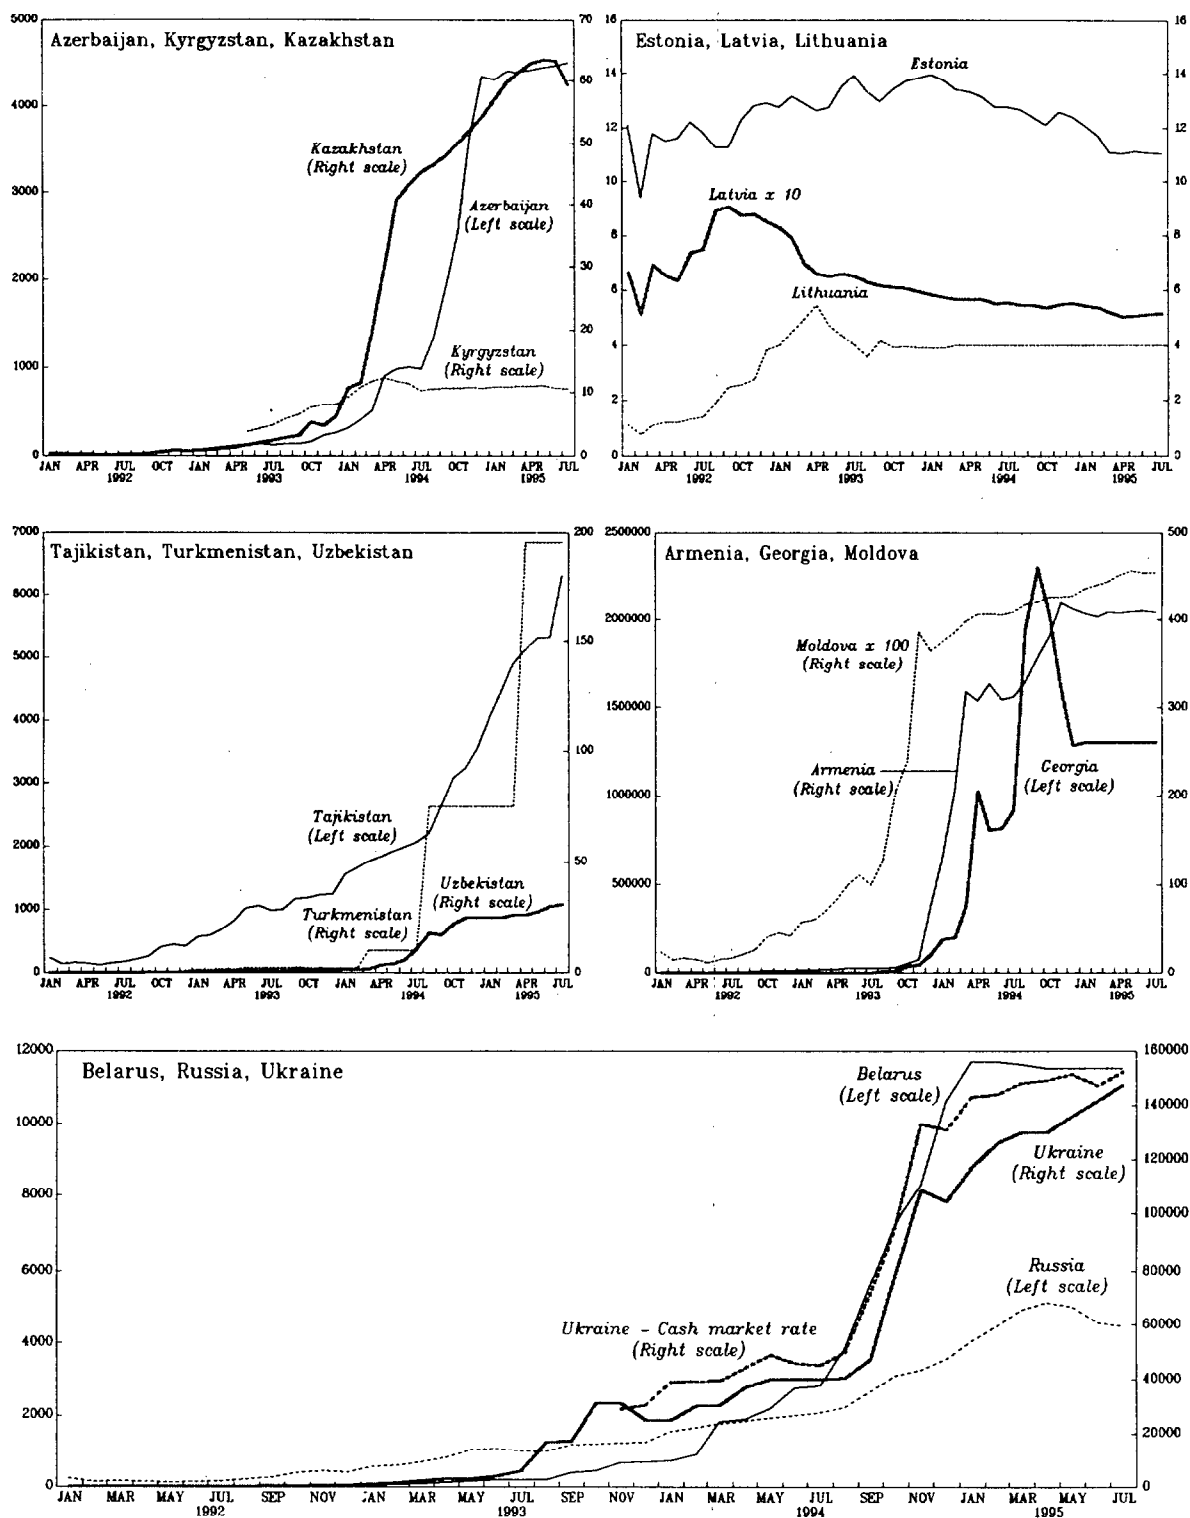 Azerbaijan, Kyrgyzstan, Kazakhstan
5000
4000
3000
2000
1000
0
70
60
50
40
30
20
10
0
Kazakhstan
(Right scale)
Azerbaijan
(Left scale)
Kyrgyzstan
(Right scale)
JAN APR JUL OCT JAN APR JUL OCT JAN APR JUL OCT JAN APR JUL
1992 1993 1994 1995
Estonia, Latvia, Lithuania
16
14
12
10
8
6
4
2
0
16
14
12
10
8
6
4
2
0
Estonia
Latvia x 10
Lithuania
JAN APR JUL OCT JAN APR JUL OCT JAN APR JUL OCT JAN APR JUL
1992 1993 1994 1995
Tajikistan, Turkmenistan, Uzbekistan
7000
6000
5000
4000
3000
2000
1000
0
200
150
100
50
0
Tajikistan
(Left scale)
Uzbekistan
(Right scale)
Turkmenistan
(Right scale)
JAN APR JUL OCT JAN APR JUL OCT JAN APR JUL OCT JAN APR JUL
1992 1993 1994 1995
Armenia, Georgia, Moldova
2500000
2000000
1500000
1000000
500000
0
500
400
300
200
100
0
Moldova x 100
(Right scale)
Armenia
(Right scale)
Georgia
(Left scale)
JAN APR JUL OCT JAN APR JUL OCT JAN APR JUL OCT JAN APR JUL
1992 1993 1994 1995
Belarus, Russia, Ukraine
12000
10000
8000
6000
4000
2000
0
160000
140000
120000
100000
80000
60000
40000
20000
0
Belarus
(Left scale)
Ukraine
(Right scale)
Russia
(Left scale)
Ukraine - Cash market rate
(Right scale)
JAN MAR MAY JUL SEP NOV JAN MAR MAY JUL SEP NOV JAN MAR MAY JUL SEP NOV JAN MAR MAY JUL
1992 1993 1994 1995